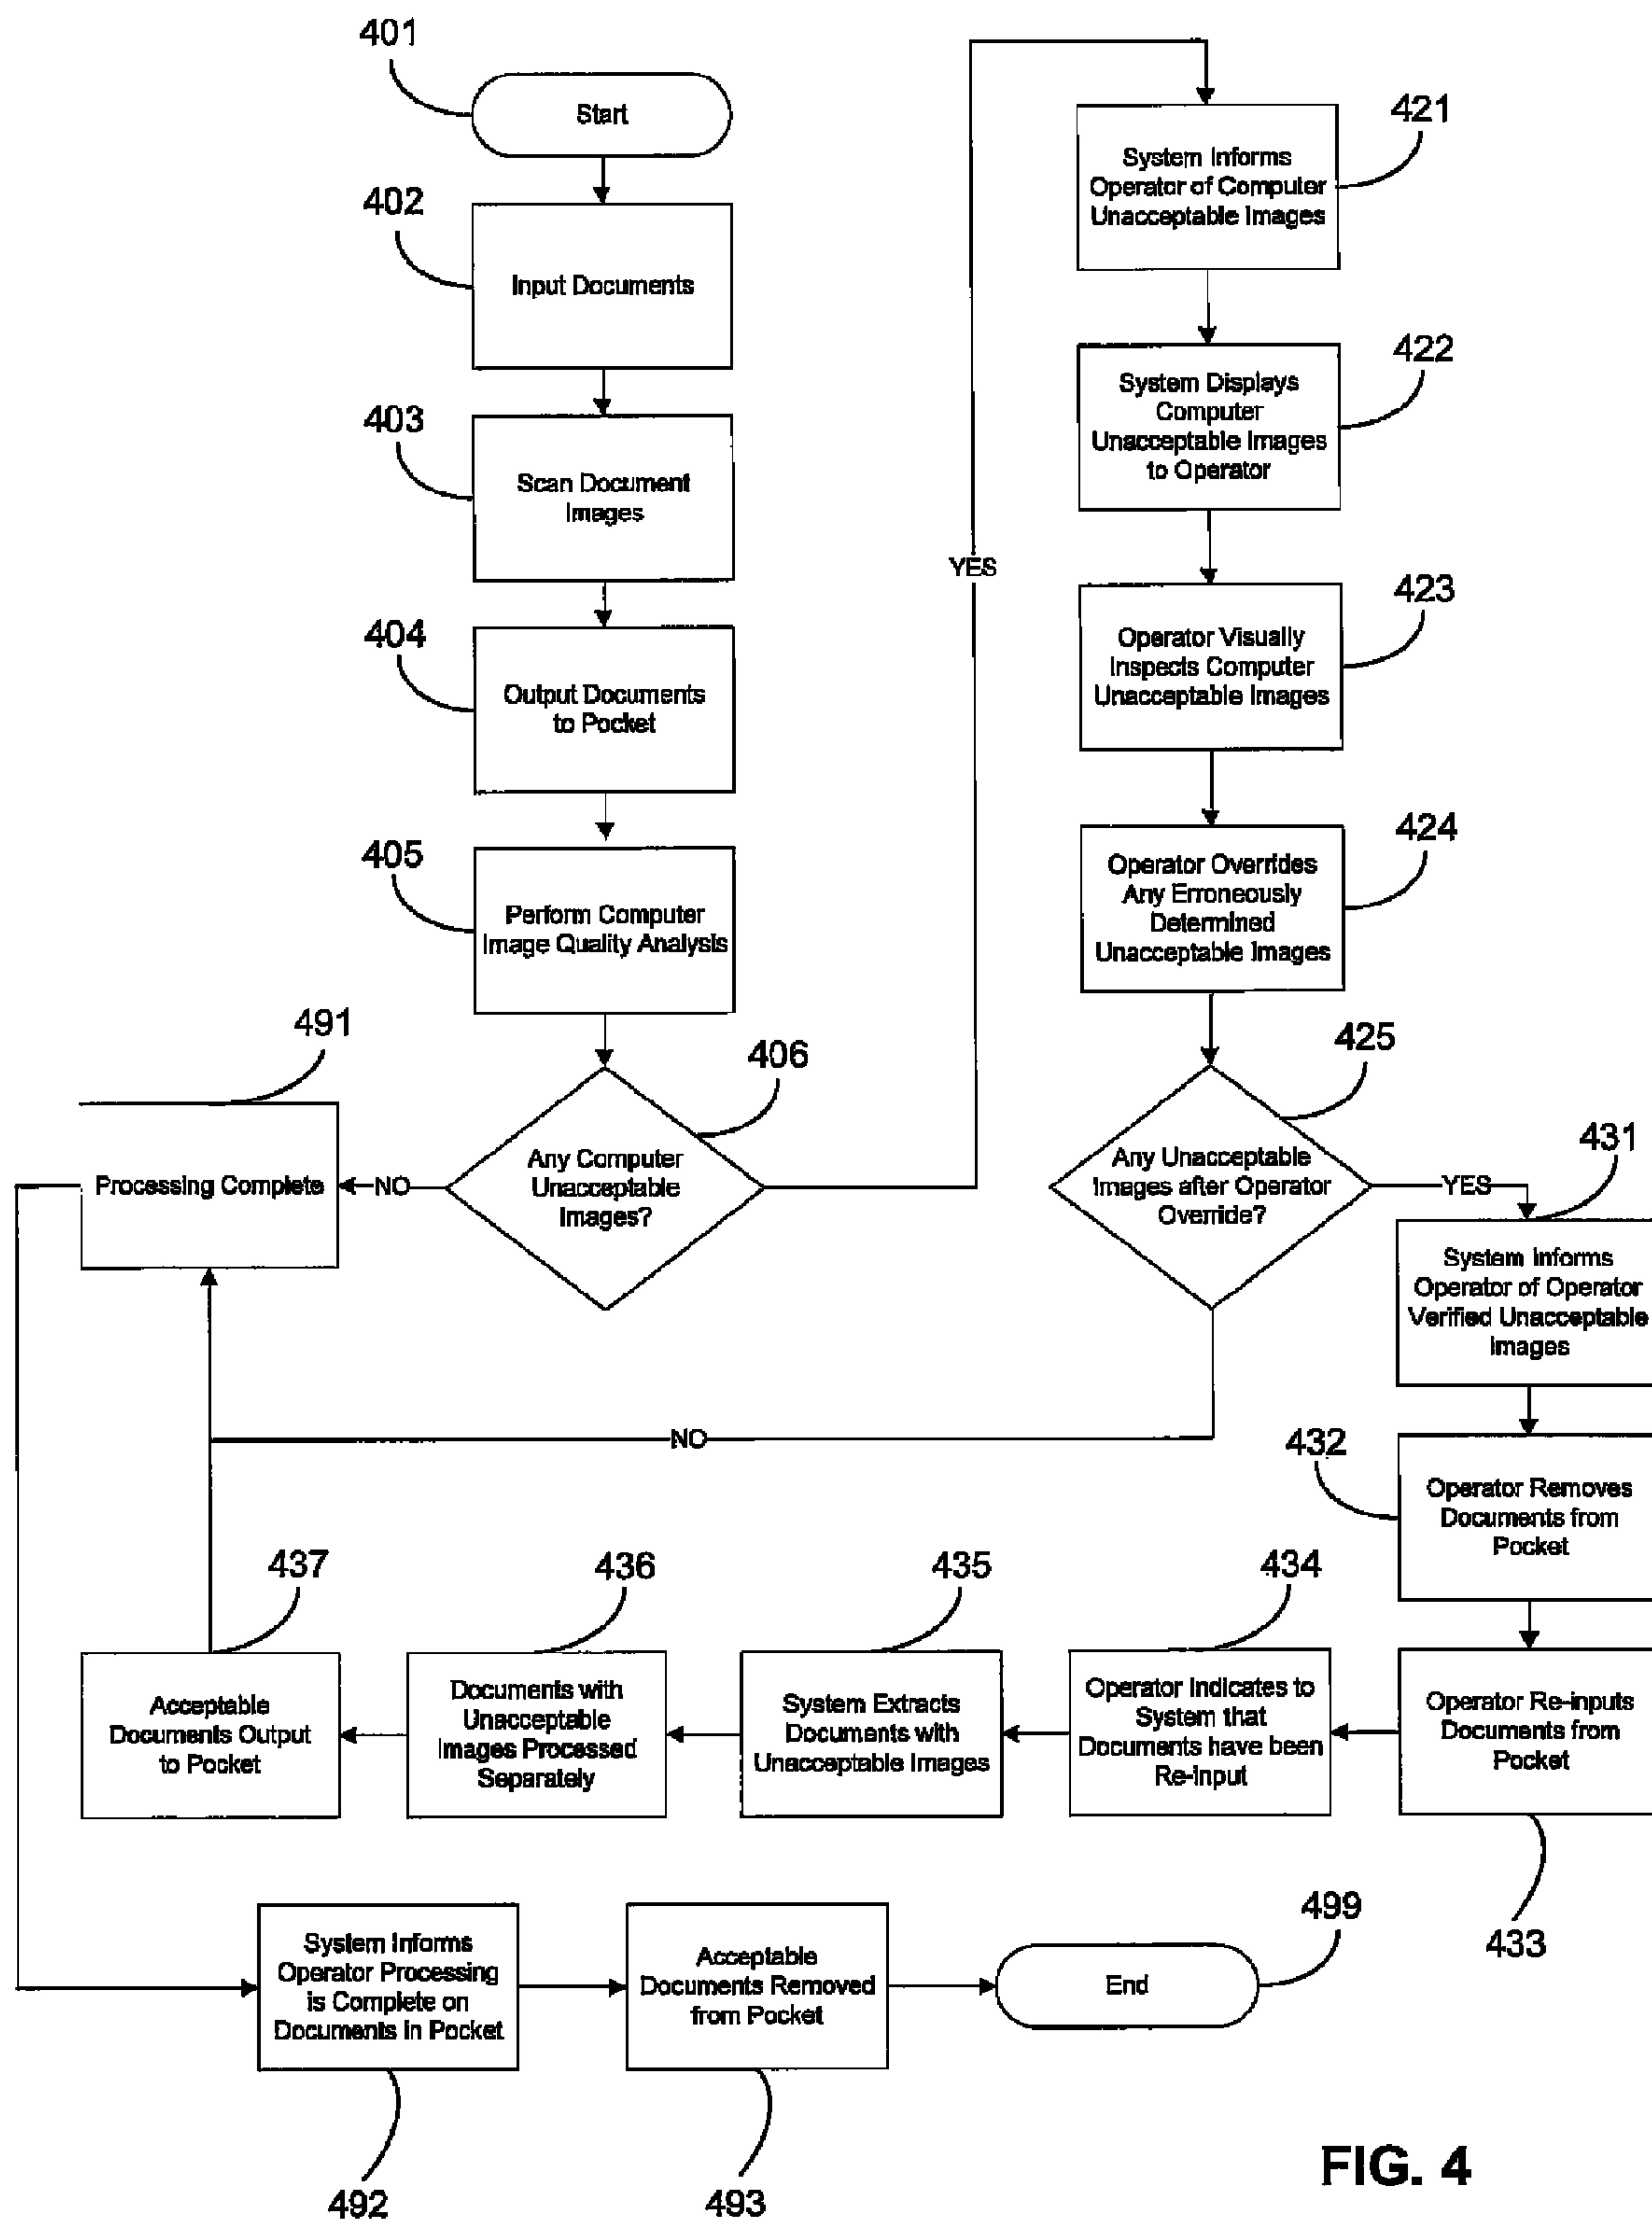 401
Start
402
Input Documents
403
Scan Document
Images
404
Output Documents
to Pocket
405
Perform Computer
Image Quality Analysis
406
Any Computer
Unacceptable
Images?
NO
YES
491
Processing Complete
421
System Informs
Operator of Computer
Unacceptable Images
422
System Displays
Computer
Unacceptable Images
to Operator
423
Operator Visually
Inspects Computer
Unacceptable Images
424
Operator Overrides
Any Erroneously
Determined
Unacceptable Images
425
Any Unacceptable
Images after Operator
Override?
YES
NO
431
System Informs
Operator of Operator
Verified Unacceptable
Images
432
Operator Removes
Documents from
Pocket
433
Operator Re-inputs
Documents from
Pocket
434
Operator Indicates to
System that
Documents have been
Re-input
435
System Extracts
Documents with
Unacceptable Images
436
Documents with
Unacceptable
Images Processed
Separately
437
Acceptable
Documents Output
to Pocket
492
System Informs
Operator Processing
is Complete on
Documents in Pocket
493
Acceptable
Documents Removed
from Pocket
499
End
FIG. 4